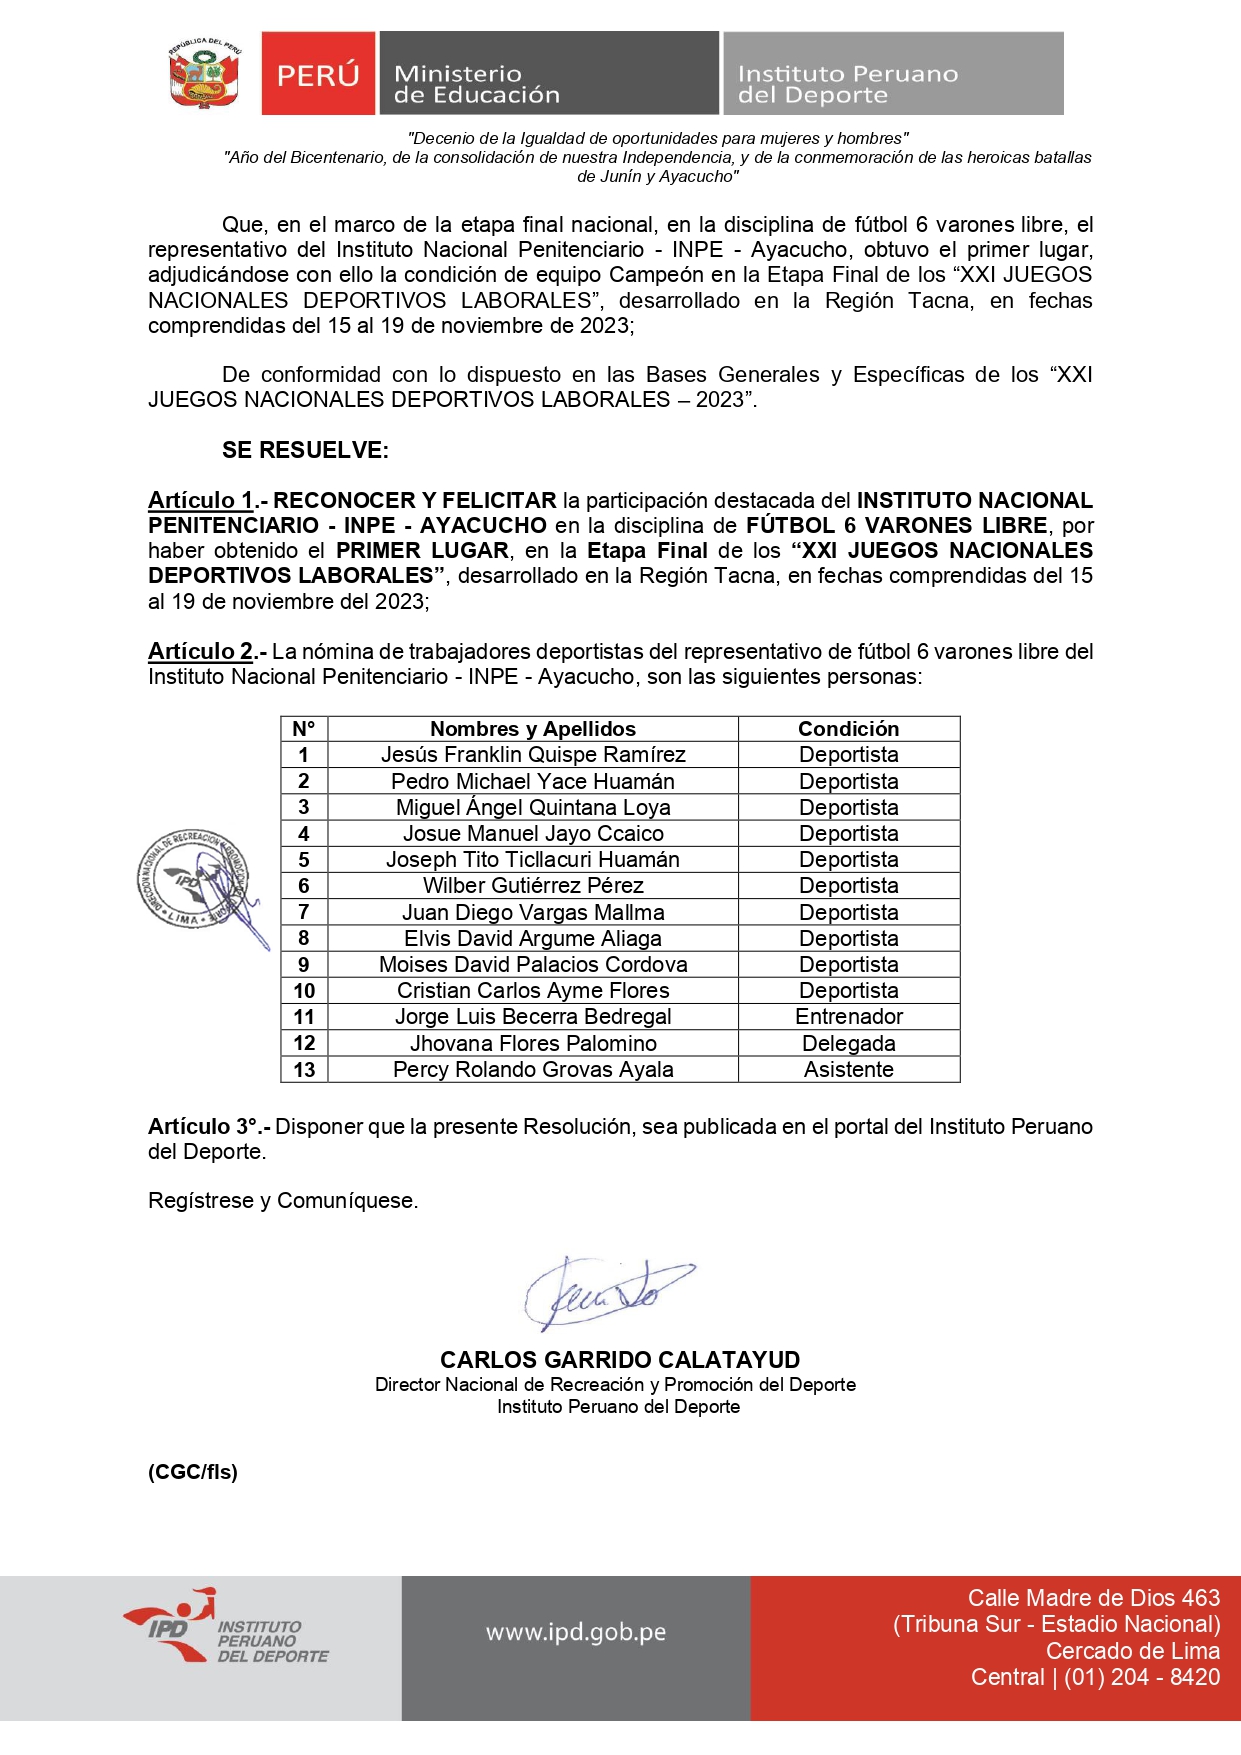 REPÚBLICA DEL PERÚ
PERÚ
Ministerio
de Educación
Instituto Peruano
del Deporte
"Decenio de la Igualdad de oportunidades para mujeres y hombres"
"Año del Bicentenario, de la consolidación de nuestra Independencia, y de la conmemoración de las heroicas batallas
de Junín y Ayacucho"
Que, en el marco de la etapa final nacional, en la disciplina de fútbol 6 varones libre, el
representativo del Instituto Nacional Penitenciario - INPE - Ayacucho, obtuvo el primer lugar,
adjudicándose con ello la condición de equipo Campeón en la Etapa Final de los “XXI JUEGOS
NACIONALES DEPORTIVOS LABORALES”, desarrollado en la Región Tacna, en fechas
comprendidas del 15 al 19 de noviembre de 2023;
De conformidad con lo dispuesto en las Bases Generales y Específicas de los “XXI
JUEGOS NACIONALES DEPORTIVOS LABORALES – 2023”.
SE RESUELVE:
Artículo 1.- RECONOCER Y FELICITAR la participación destacada del INSTITUTO NACIONAL
PENITENCIARIO - INPE - AYACUCHO en la disciplina de FÚTBOL 6 VARONES LIBRE, por
haber obtenido el PRIMER LUGAR, en la Etapa Final de los “XXI JUEGOS NACIONALES
DEPORTIVOS LABORALES”, desarrollado en la Región Tacna, en fechas comprendidas del 15
al 19 de noviembre del 2023;
Artículo 2.- La nómina de trabajadores deportistas del representativo de fútbol 6 varones libre del
Instituto Nacional Penitenciario - INPE - Ayacucho, son las siguientes personas:
N° Nombres y Apellidos Condición
1 Jesús Franklin Quispe Ramírez Deportista
2 Pedro Michael Yace Huamán Deportista
3 Miguel Ángel Quintana Loya Deportista
4 Josue Manuel Jayo Ccaico Deportista
5 Joseph Tito Ticllacuri Huamán Deportista
6 Wilber Gutiérrez Pérez Deportista
7 Juan Diego Vargas Mallma Deportista
8 Elvis David Argume Aliaga Deportista
9 Moises David Palacios Cordova Deportista
10 Cristian Carlos Ayme Flores Deportista
11 Jorge Luis Becerra Bedregal Entrenador
12 Jhovana Flores Palomino Delegada
13 Percy Rolando Grovas Ayala Asistente
DIRECCION NACIONAL DE RECREACION Y PROMOCION DEL DEPORTE
IPD
LIMA
Artículo 3°.- Disponer que la presente Resolución, sea publicada en el portal del Instituto Peruano
del Deporte.
Regístrese y Comuníquese.
CARLOS GARRIDO CALATAYUD
Director Nacional de Recreación y Promoción del Deporte
Instituto Peruano del Deporte
(CGC/fls)
IPD
INSTITUTO
PERUANO
DEL DEPORTE
www.ipd.gob.pe
Calle Madre de Dios 463
(Tribuna Sur - Estadio Nacional)
Cercado de Lima
Central | (01) 204 - 8420